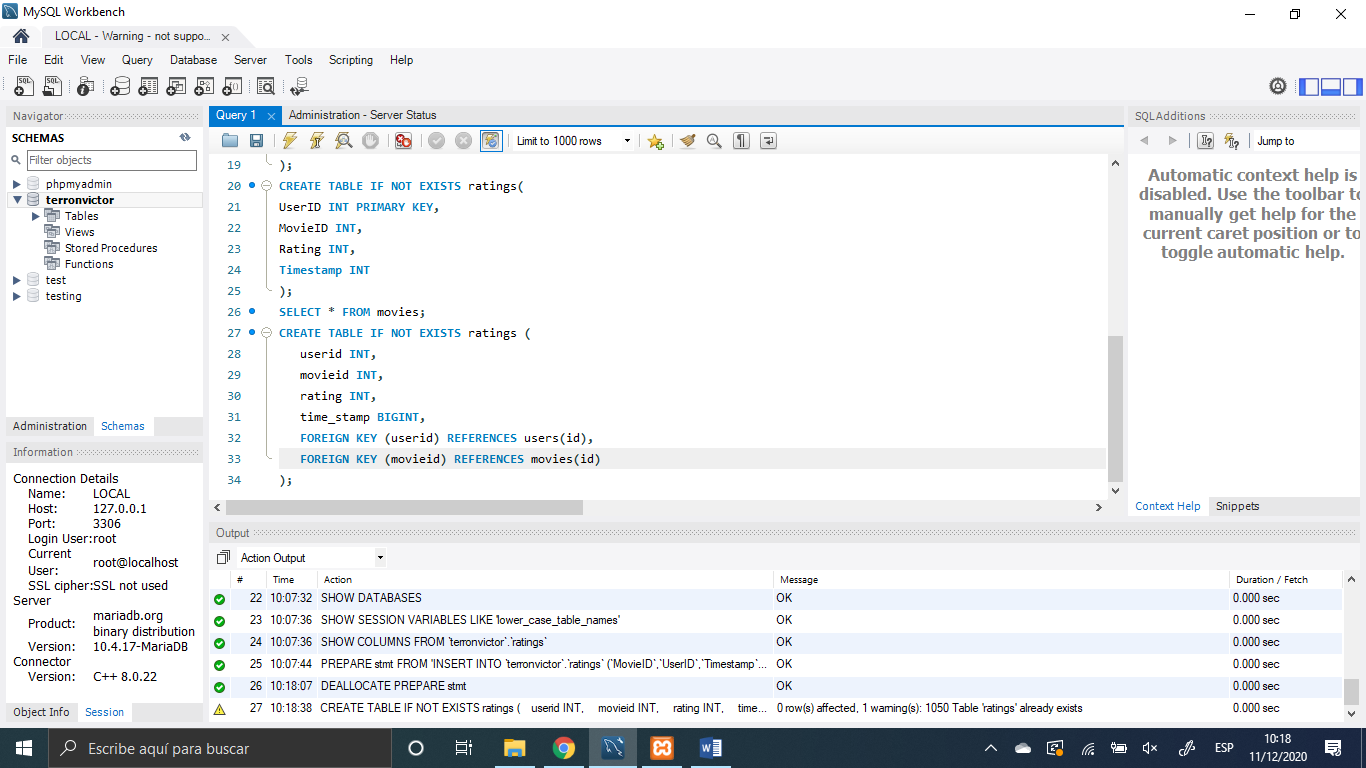 MySQL Workbench
LOCAL - Warning - not suppo...
File Edit View Query Database Server Tools Scripting Help
Navigator
SCHEMAS
Filter objects
phpmyadmin
terronvictor
Tables
Views
Stored Procedures
Functions
test
testing
Administration Schemas
Information
Connection Details
Name: LOCAL
Host: 127.0.0.1
Port: 3306
Login User: root
Current User: root@localhost
SSL cipher: SSL not used
Server
Product: mariadb.org binary distribution
Version: 10.4.17-MariaDB
Connector
Version: C++ 8.0.22
Object Info Session
Query 1 Administration - Server Status
Limit to 1000 rows
19 );
20 CREATE TABLE IF NOT EXISTS ratings(
21 UserID INT PRIMARY KEY,
22 MovieID INT,
23 Rating INT,
24 Timestamp INT
25 );
26 SELECT * FROM movies;
27 CREATE TABLE IF NOT EXISTS ratings (
28 userid INT,
29 movieid INT,
30 rating INT,
31 time_stamp BIGINT,
32 FOREIGN KEY (userid) REFERENCES users(id),
33 FOREIGN KEY (movieid) REFERENCES movies(id)
34 );
SQLAdditions
Jump to
Automatic context help is
disabled. Use the toolbar to
manually get help for the
current caret position or to
toggle automatic help.
Context Help Snippets
Output
Action Output
# Time Action Message Duration / Fetch
22 10:07:32 SHOW DATABASES OK 0.000 sec
23 10:07:36 SHOW SESSION VARIABLES LIKE 'lower_case_table_names' OK 0.000 sec
24 10:07:36 SHOW COLUMNS FROM `terronvictor`.`ratings` OK 0.000 sec
25 10:07:44 PREPARE stmt FROM 'INSERT INTO `terronvictor`.`ratings` (`MovieID`,`UserID`,`Timestamp`... OK 0.000 sec
26 10:18:07 DEALLOCATE PREPARE stmt OK 0.000 sec
27 10:18:38 CREATE TABLE IF NOT EXISTS ratings ( userid INT, movieid INT, rating INT, time... 0 row(s) affected, 1 warning(s): 1050 Table 'ratings' already exists 0.000 sec
Escribe aquí para buscar
ESP
10:18
11/12/2020